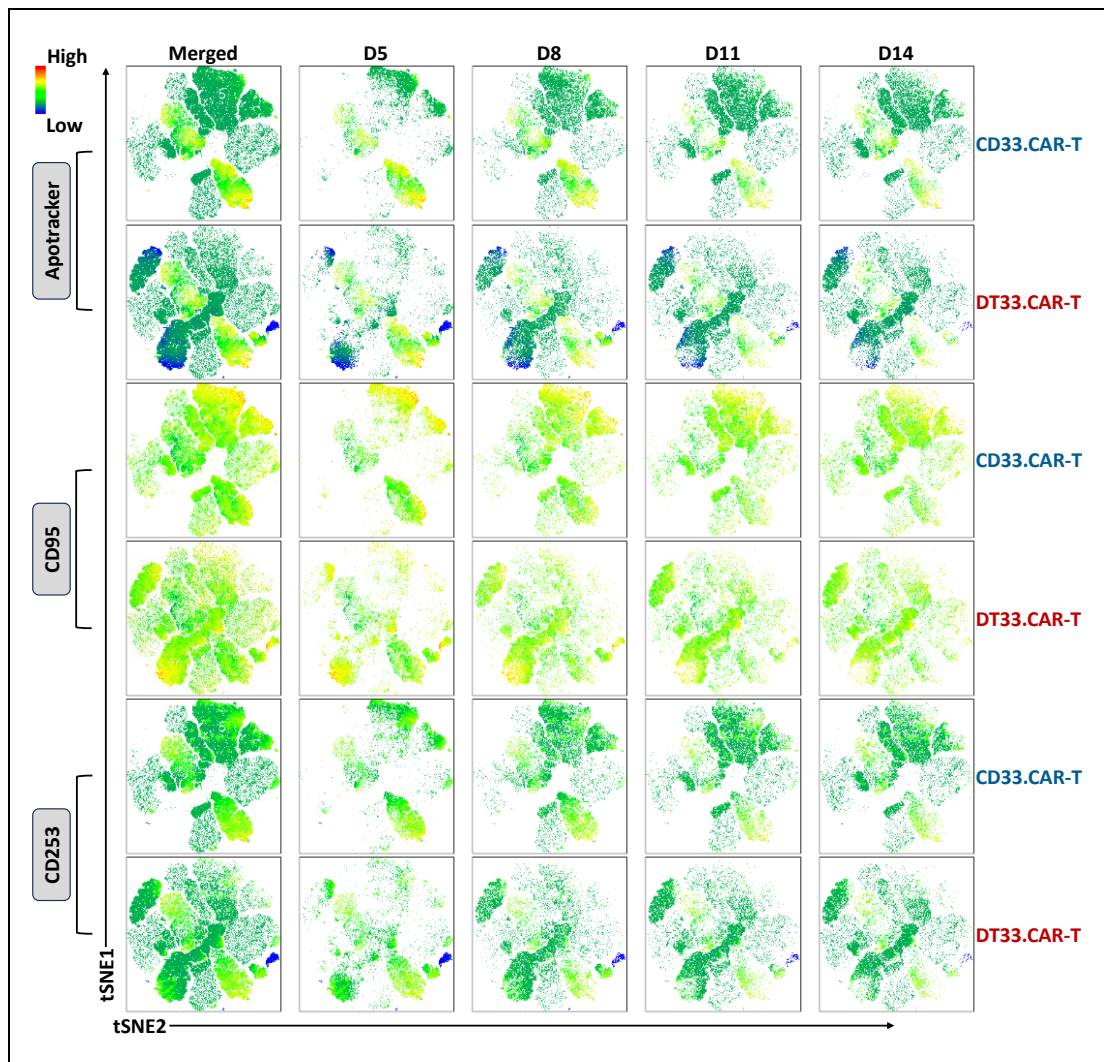 High
Low
Merged
D5
D8
D11
D14
Apotracker
CD33.CAR-T
DT33.CAR-T
CD95
CD33.CAR-T
DT33.CAR-T
CD253
CD33.CAR-T
DT33.CAR-T
tSNE1
tSNE2